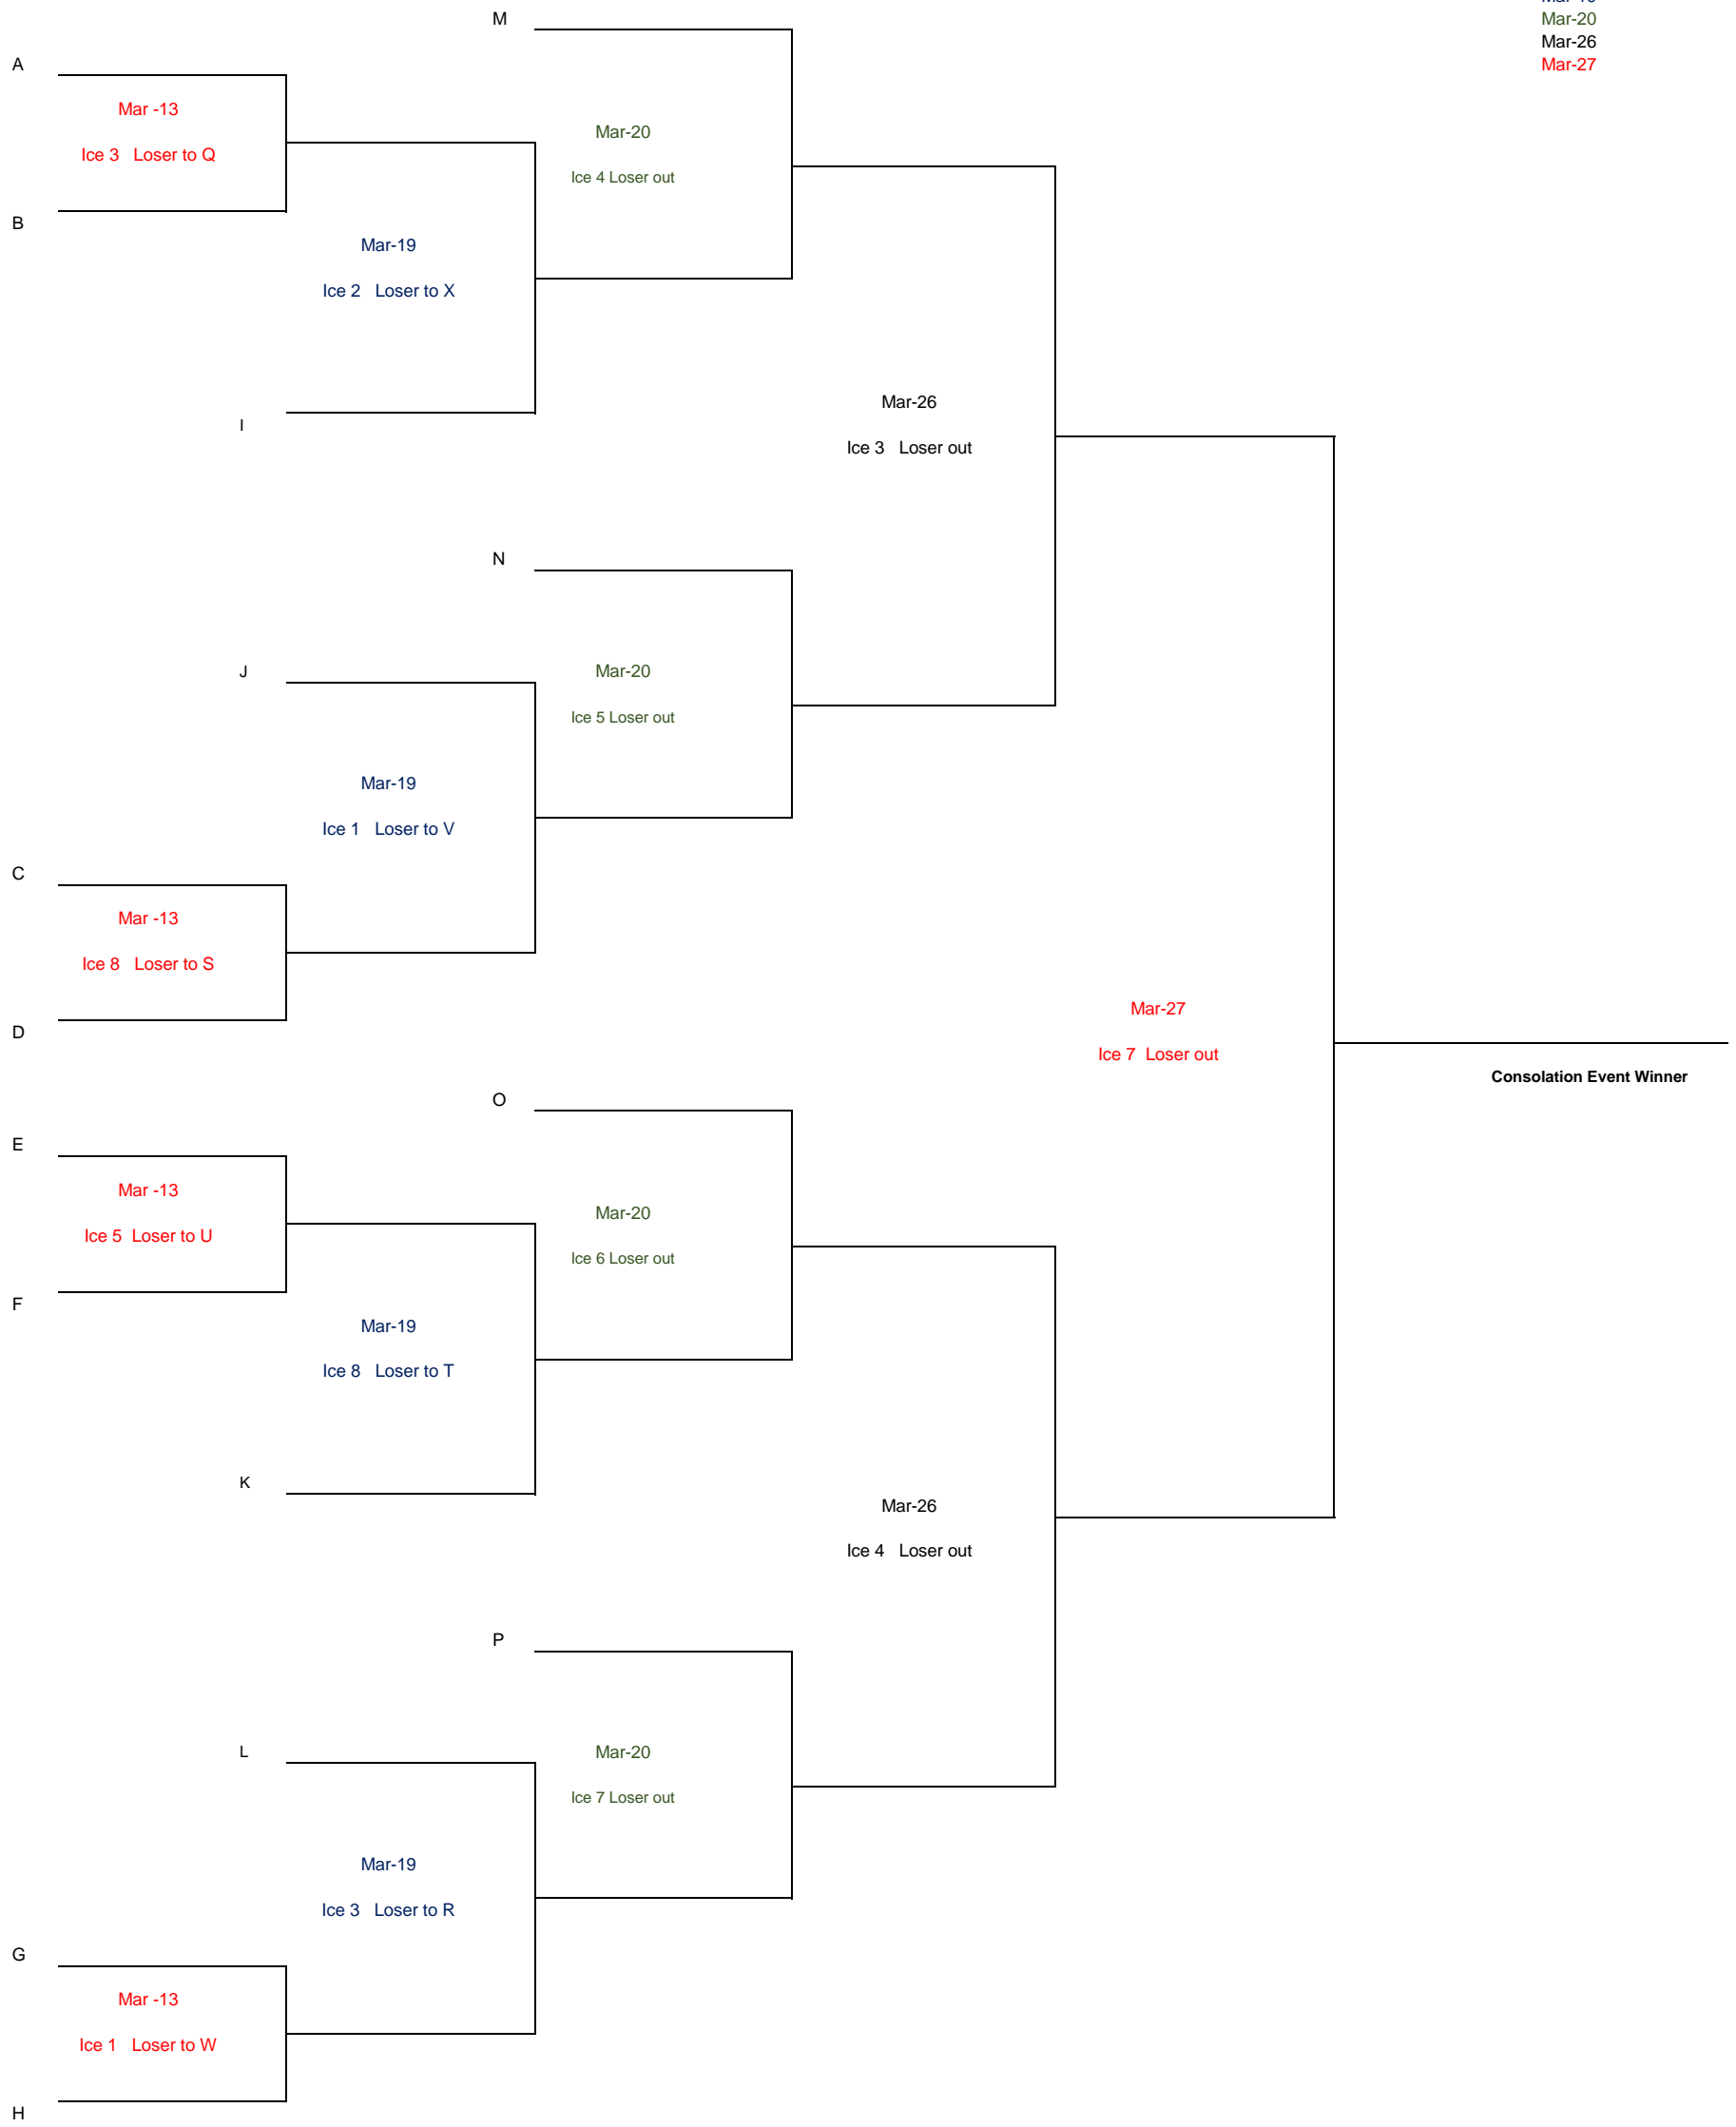 M
Mar-20
Mar-26
Mar-27
A
Mar -13
Ice 3 Loser to Q
B
Mar-20
Ice 4 Loser out
Mar-19
Ice 2 Loser to X
I
Mar-26
Ice 3 Loser out
N
J
Mar-20
Ice 5 Loser out
Mar-19
Ice 1 Loser to V
C
Mar -13
Ice 8 Loser to S
D
Mar-27
Ice 7 Loser out
Consolation Event Winner
O
E
Mar -13
Ice 5 Loser to U
F
Mar-20
Ice 6 Loser out
Mar-19
Ice 8 Loser to T
K
Mar-26
Ice 4 Loser out
P
L
Mar-20
Ice 7 Loser out
Mar-19
Ice 3 Loser to R
G
Mar -13
Ice 1 Loser to W
H